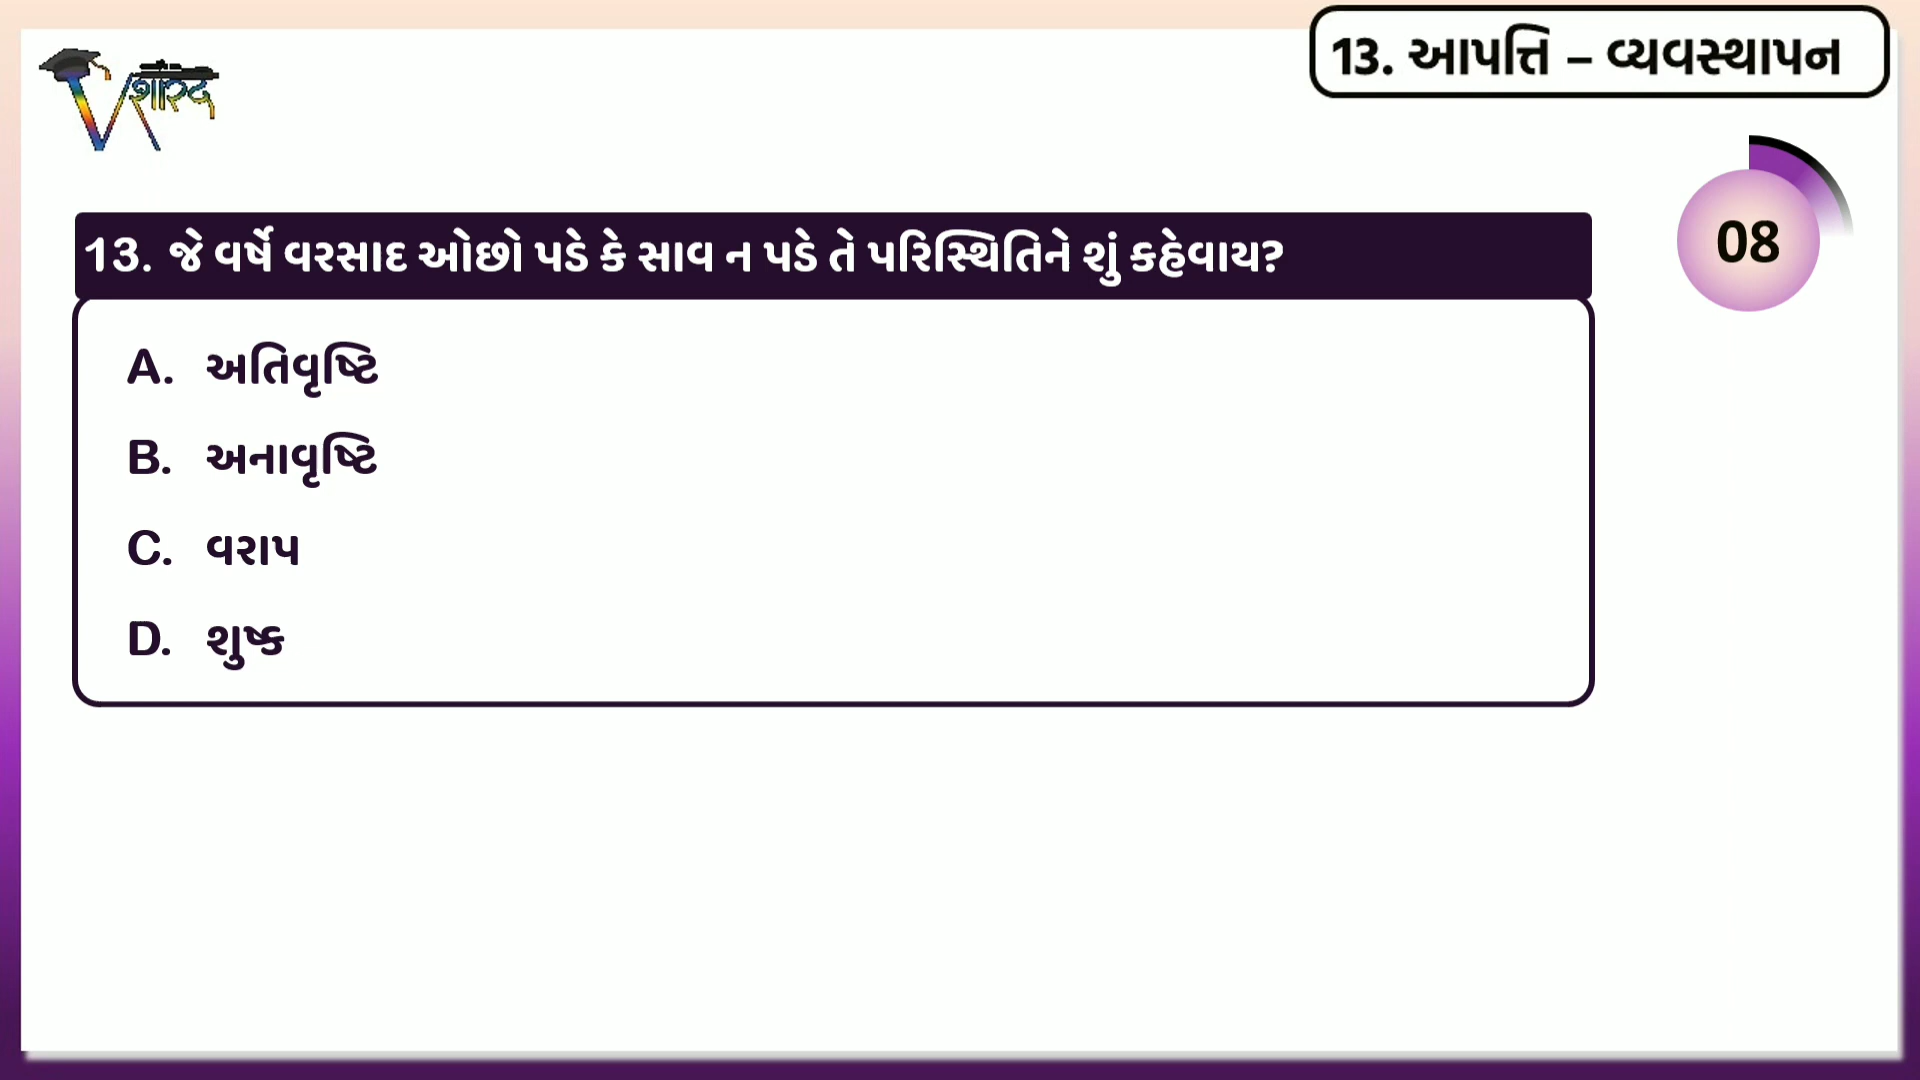 13. આપત્તિ – વ્યવસ્થાપન
08
13. જે વર્ષે વરસાદ ઓછો પડે કે સાવ ન પડે તે પરિસ્થિતિને શું કહેવાય?
A. અતિવૃષ્ટિ
B. અનાવૃષ્ટિ
C. વરાપ
D. શુષ્ક